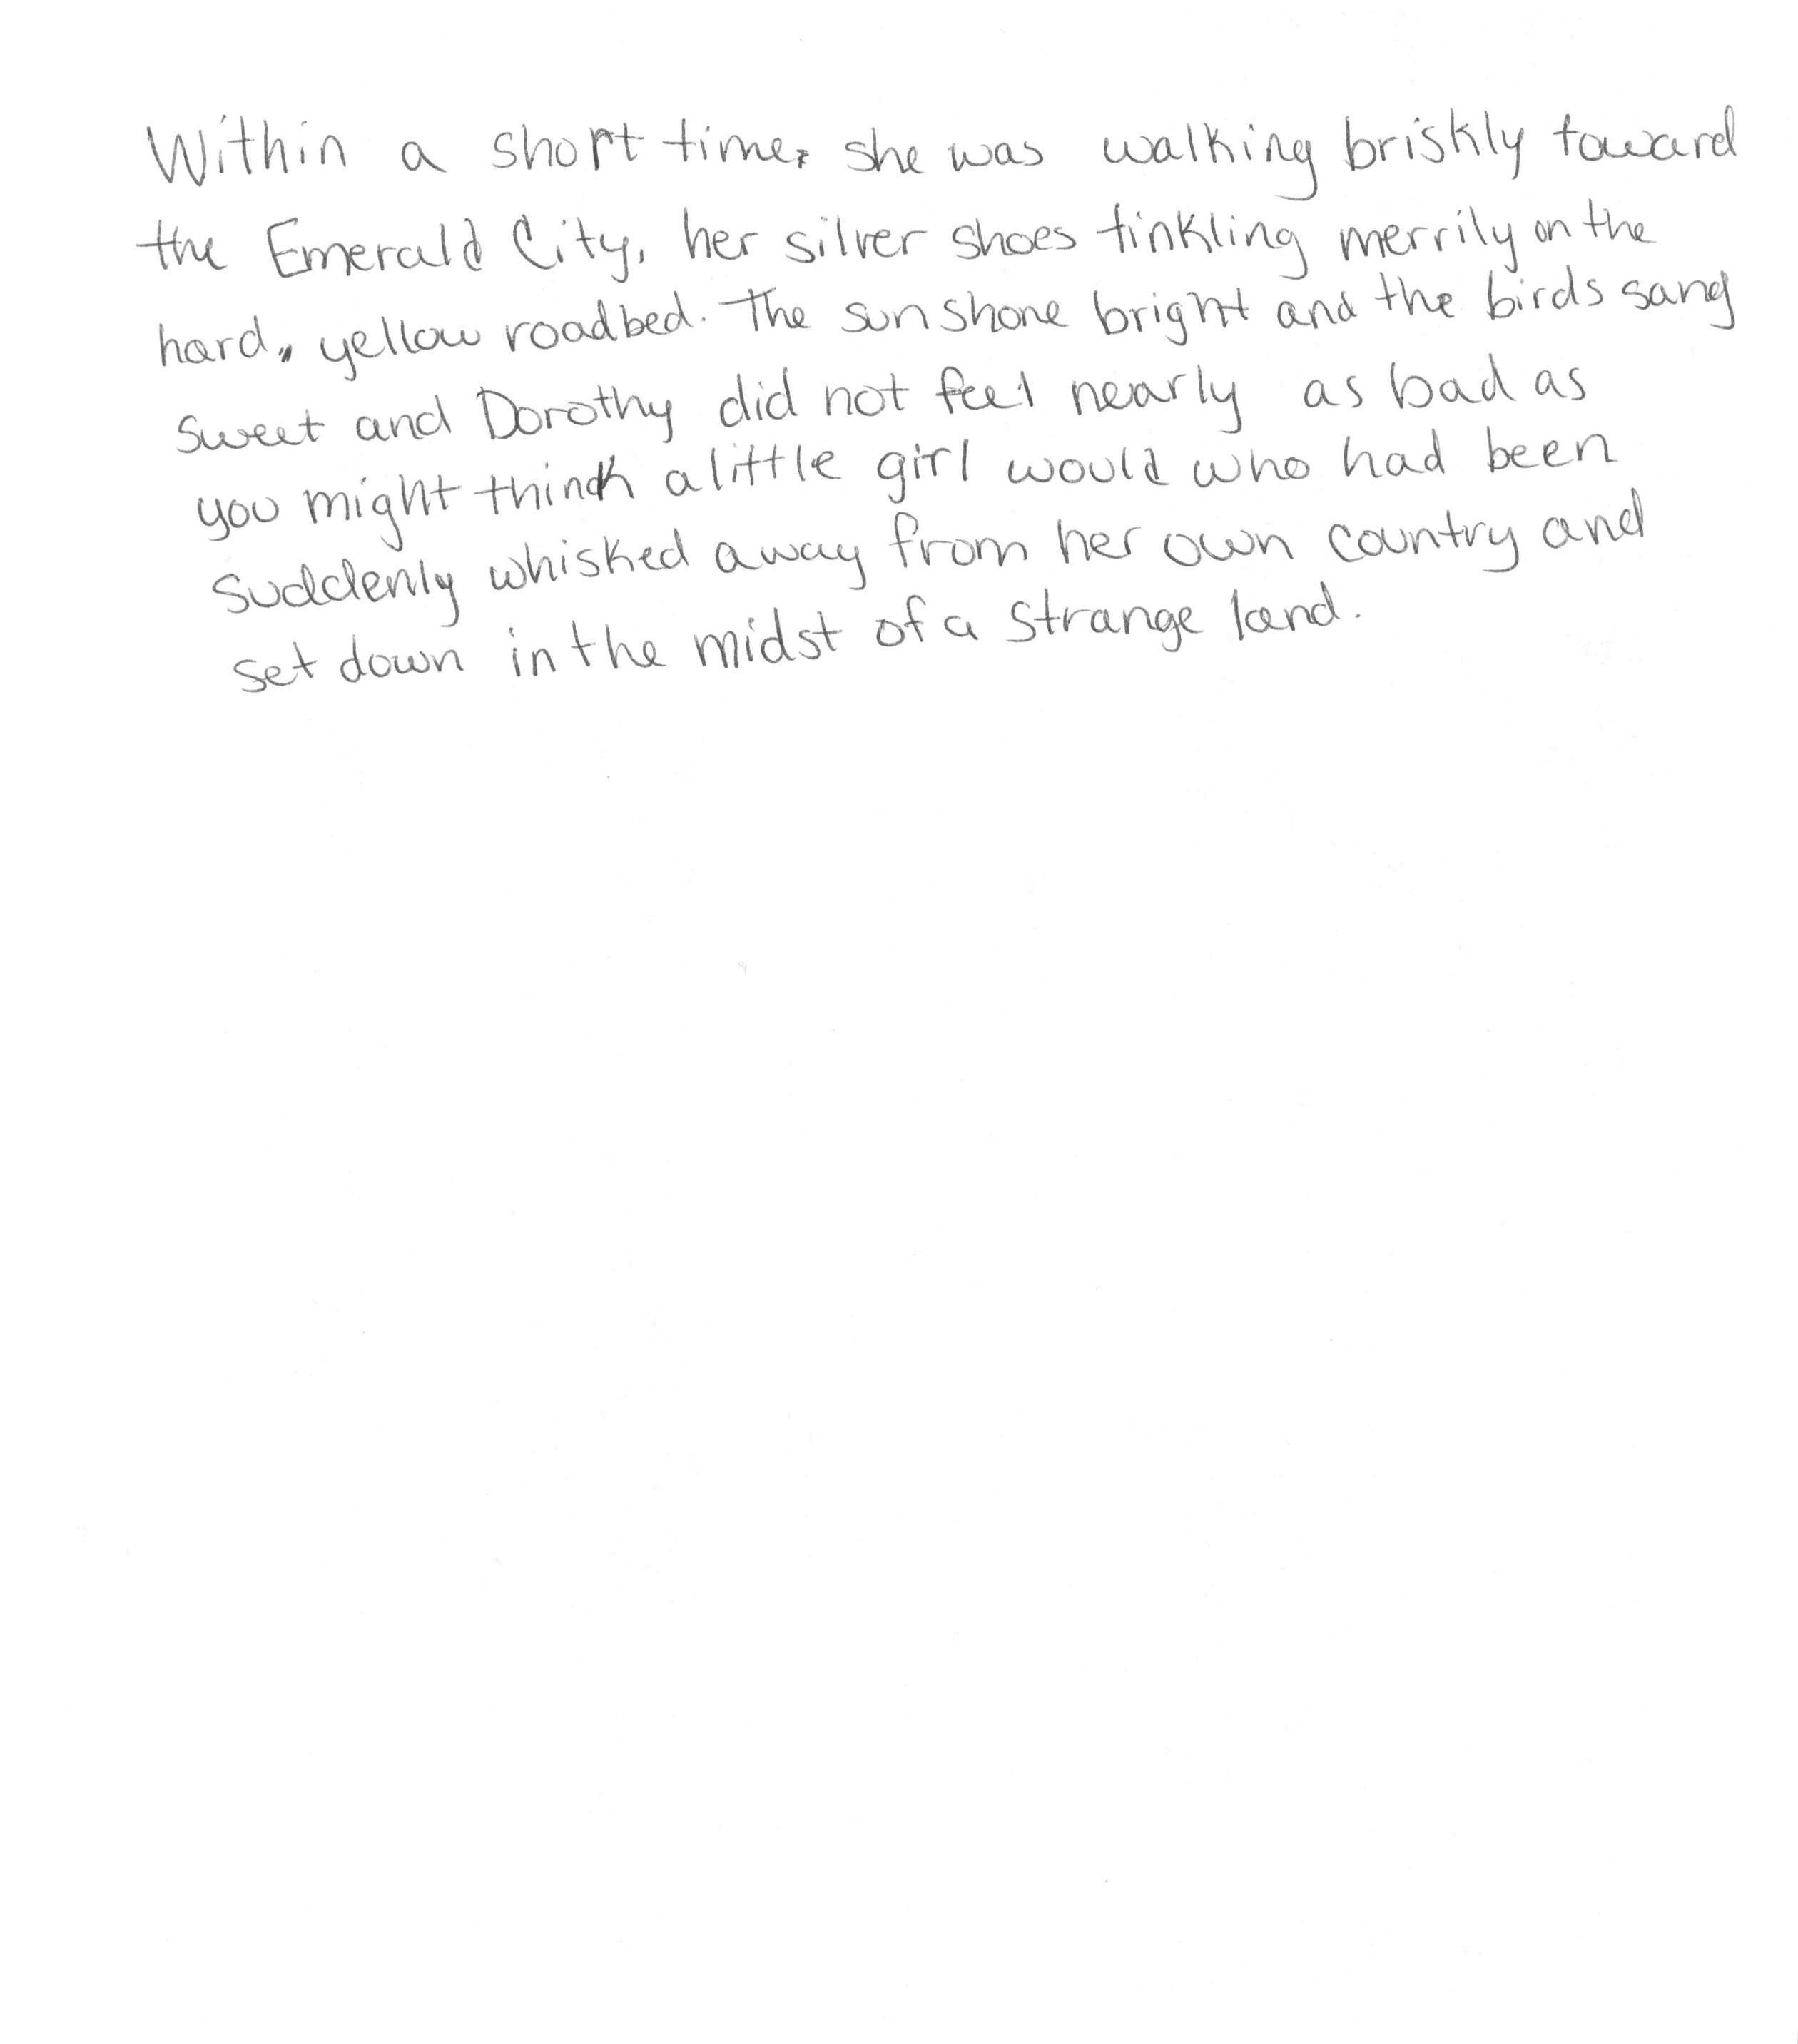 Within a short time, she was walking briskly toward
the Emerald City, her silver shoes tinkling merrily on the
hard, yellow roadbed. The sun shone bright and the birds sang
sweet and Dorothy did not feel nearly as bad as
you might think a little girl would who had been
suddenly whisked away from her own country and
set down in the midst of a strange land.